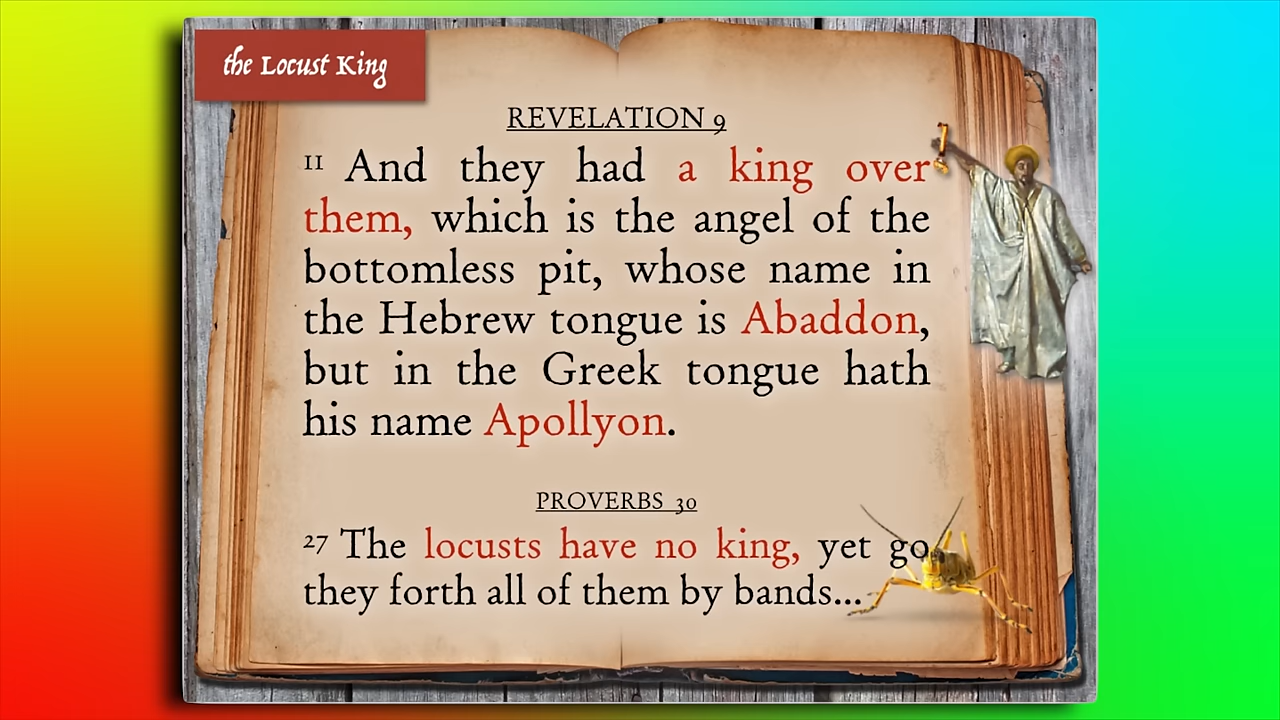 the Locust King
REVELATION 9
11 And they had a king over
them, which is the angel of the
bottomless pit, whose name in
the Hebrew tongue is Abaddon,
but in the Greek tongue hath
his name Apollyon.
PROVERBS 30
27 The locusts have no king, yet go
they forth all of them by bands...